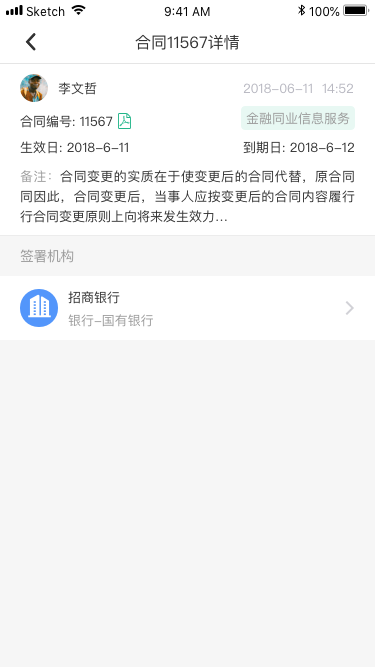 Sketch 9:41 AM 100%
合同11567详情
李文哲 2018-06-11 14:52
合同编号: 11567 金融同业信息服务
生效日: 2018-6-11 到期日: 2018-6-12
备注：合同变更的实质在于使变更后的合同代替，原合同
同因此，合同变更后，当事人应按变更后的合同内容履行
行合同变更原则上向将来发生效力...
签署机构
招商银行
银行-国有银行